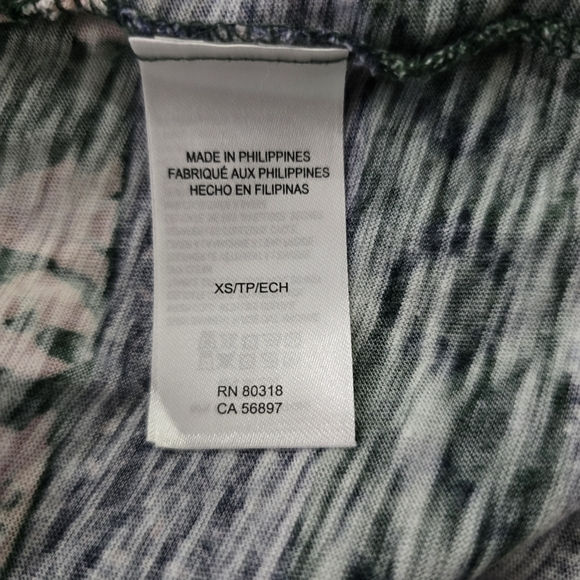 MADE IN PHILIPPINES
FABRIQUÉ AUX PHILIPPINES
HECHO EN FILIPINAS
XS/TP/ECH
RN 80318
CA 56897